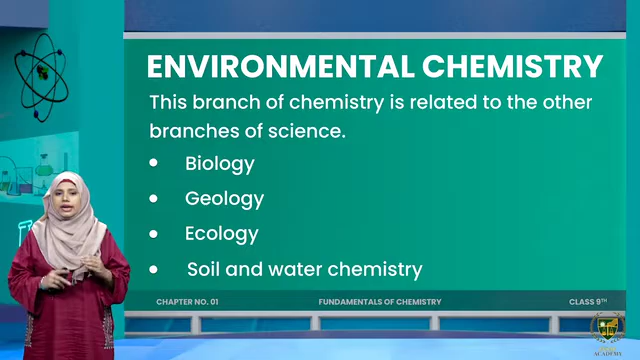 ENVIRONMENTAL CHEMISTRY
This branch of chemistry is related to the other
branches of science.
• Biology
• Geology
• Ecology
• Soil and water chemistry
CHAPTER NO. 01 FUNDAMENTALS OF CHEMISTRY CLASS 9TH
ACADEMY